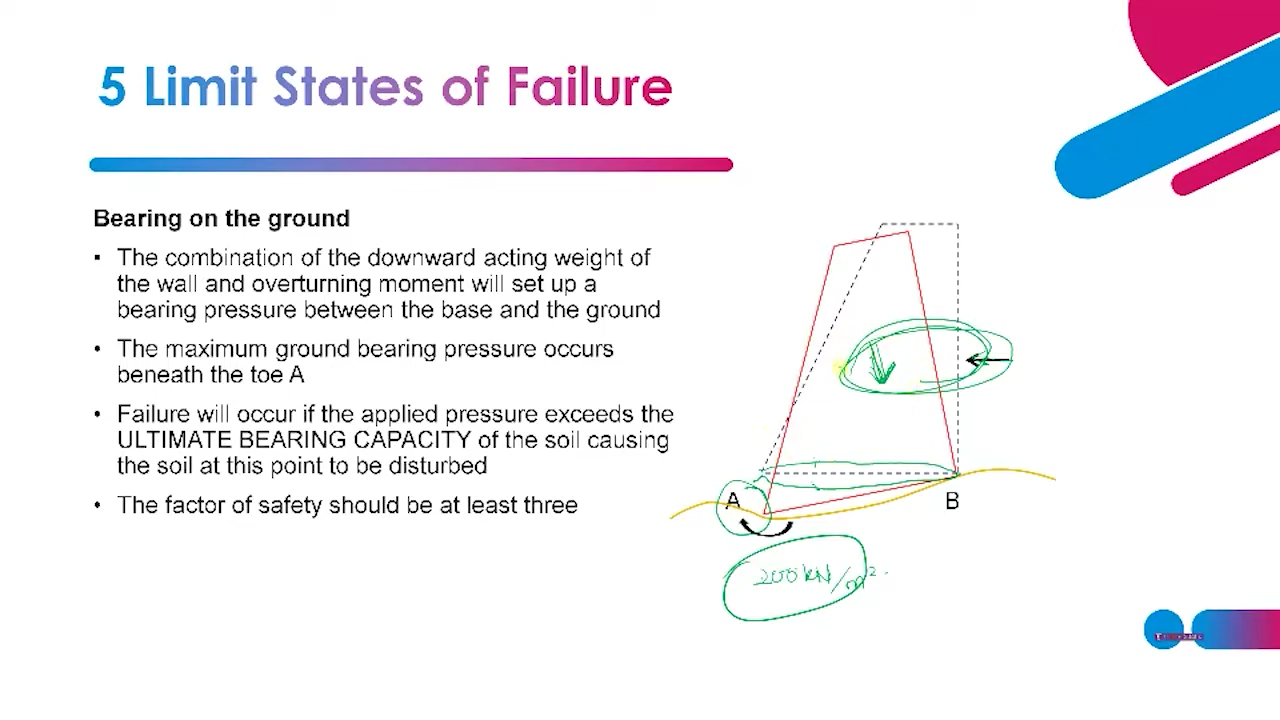 5 Limit States of Failure
Bearing on the ground
▪ The combination of the downward acting weight of
the wall and overturning moment will set up a
bearing pressure between the base and the ground
• The maximum ground bearing pressure occurs
beneath the toe A
• Failure will occur if the applied pressure exceeds the
ULTIMATE BEARING CAPACITY of the soil causing
the soil at this point to be disturbed
• The factor of safety should be at least three
A
B
200 kN/m²